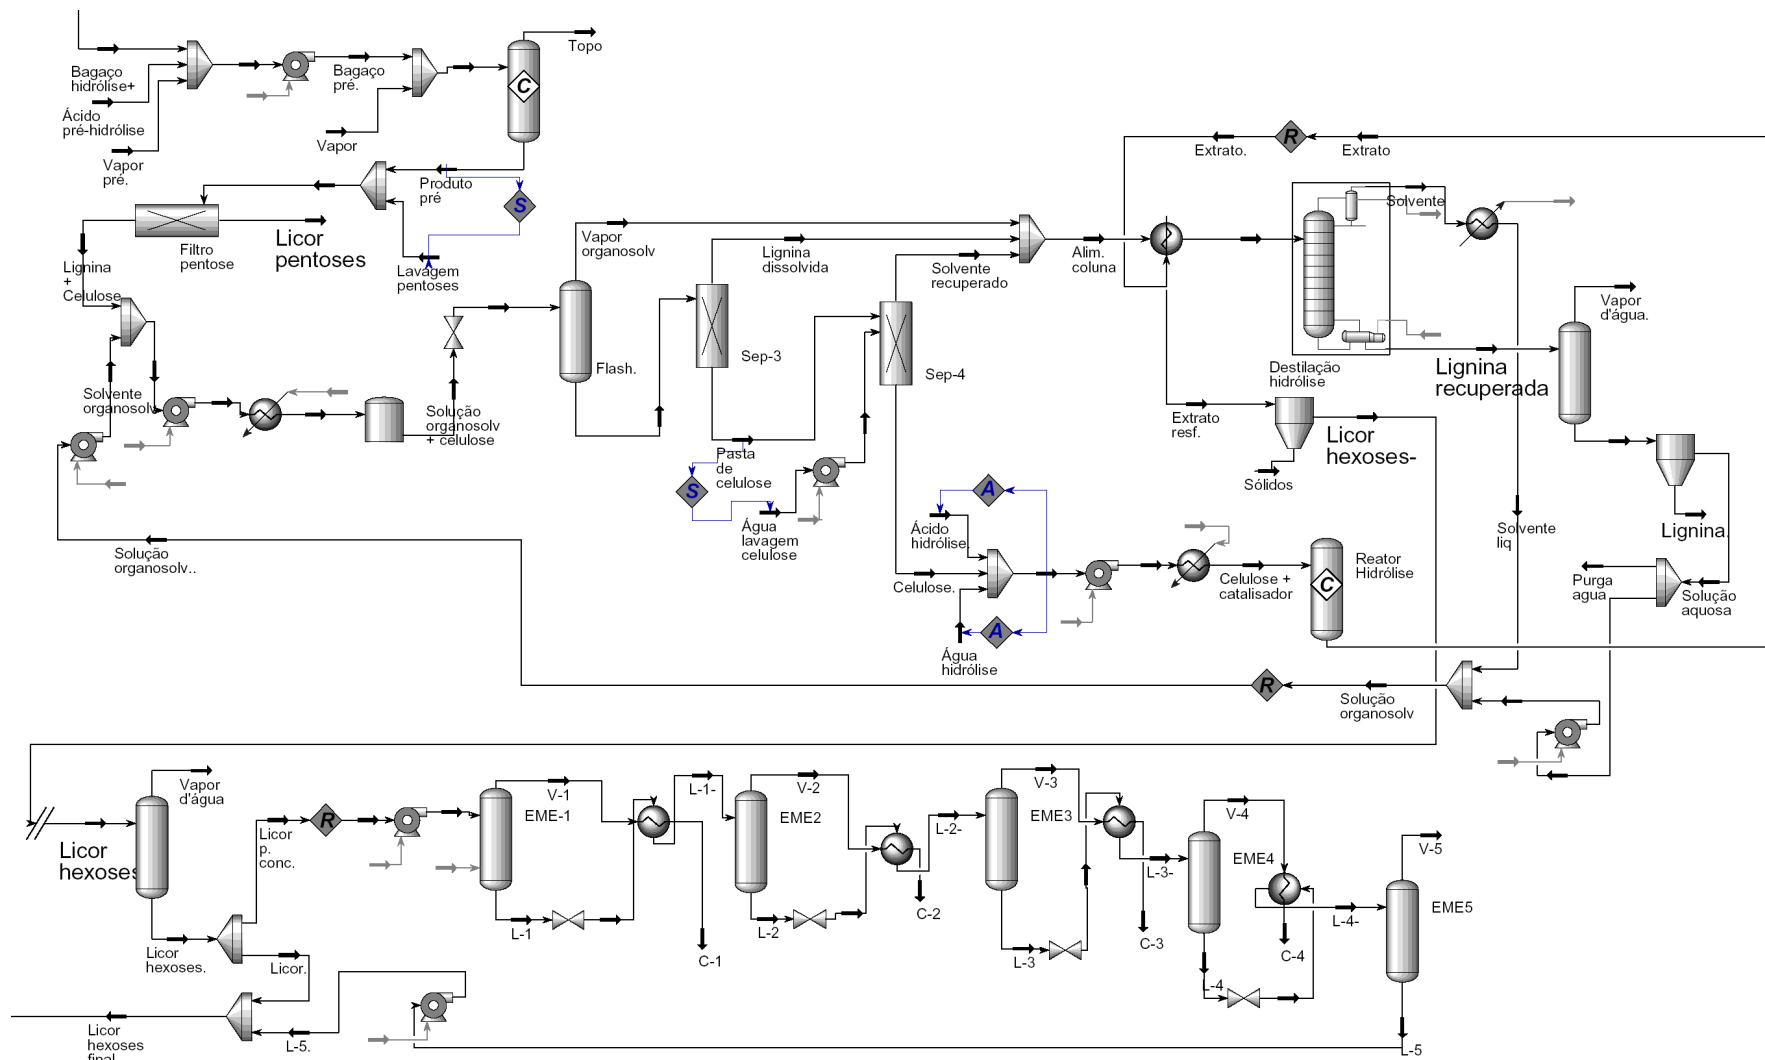 Topo
Bagaço
hidrólise+
Bagaço
pré.
C
Ácido
pré-hidrólise
Vapor
Vapor
pré.
Extrato.
R
Extrato
Produto
pré
S
Solvente
Filtro
pentose
Licor
pentoses
Lavagem
pentoses
Lignina
+
Celulose
Vapor
organosolv
Lignina
dissolvida
Solvente
recuperado
Alim.
coluna
Vapor
d'água.
Flash.
Sep-3
Sep-4
Destilação
hidrólise
Lignina
recuperada
Solvente
organosolv
Solução
organosolv
+ celulose
Extrato
resf.
Licor
hexoses-
Sólidos
Pasta
de
celulose
S
Água
lavagem
celulose
A
Ácido
hidrólise.
Lignina.
Solvente
liq
Solução
organosolv..
Celulose.
Celulose +
catalisador
Reator
Hidrólise
C
Purga
agua
Solução
aquosa
A
Água
hidrólise
R
Solução
organosolv
Vapor
d'água
Licor
hexoses
Licor
p.
conc.
R
V-1
EME-1
L-1-
V-2
EME2
L-2-
V-3
EME3
L-3-
V-4
EME4
V-5
EME5
L-4-
L-1
C-1
L-2
C-2
L-3
C-3
L-4
C-4
Licor
hexoses.
Licor.
Licor
hexoses
final
L-5.
L-5